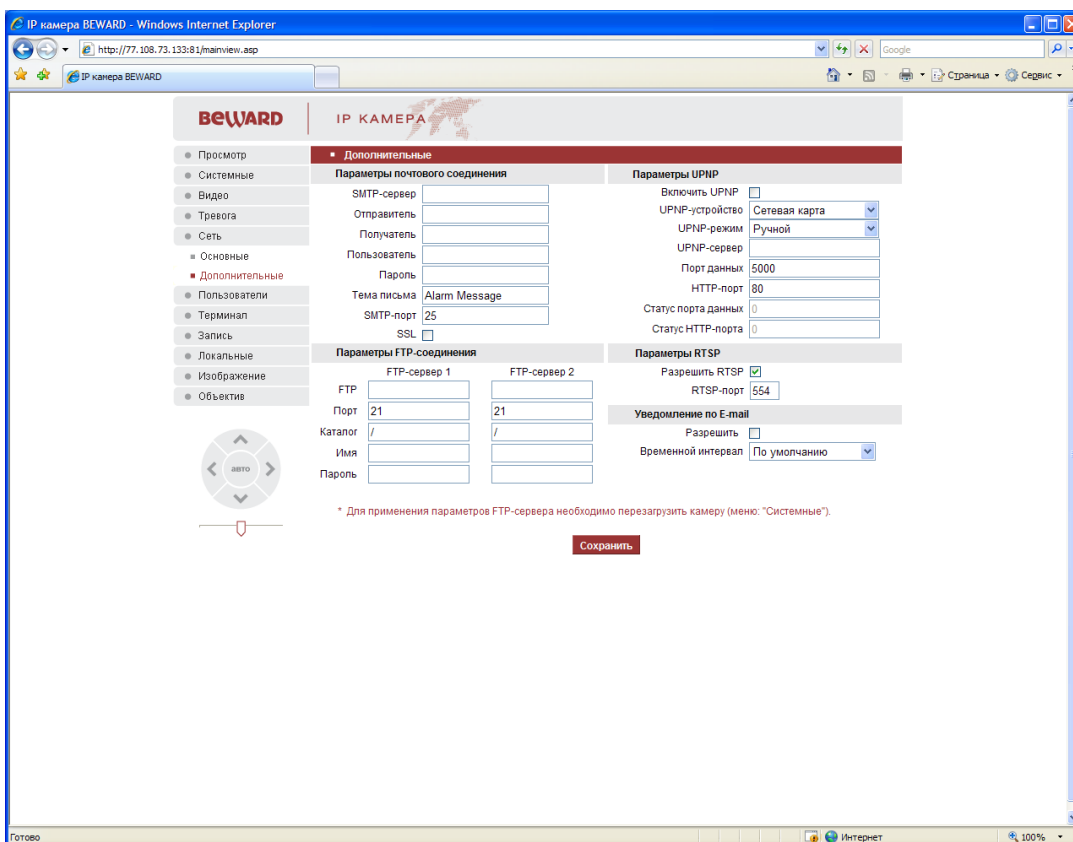 IP камера BEWARD - Windows Internet Explorer
http://77.108.73.133:81/mainview.asp
Google
IP камера BEWARD
Страница
Сервис
BEWARD
IP КАМЕРА
Просмотр
Системные
Видео
Тревога
Сеть
Основные
Дополнительные
Пользователи
Терминал
Запись
Локальные
Изображение
Объектив
авто
Дополнительные
Параметры почтового соединения
SMTP-сервер
Отправитель
Получатель
Пользователь
Пароль
Тема письма Alarm Message
SMTP-порт 25
SSL
Параметры FTP-соединения
FTP-сервер 1 FTP-сервер 2
FTP
Порт 21 21
Каталог / /
Имя
Пароль
Параметры UPNP
Включить UPNP
UPNP-устройство Сетевая карта
UPNP-режим Ручной
UPNP-сервер
Порт данных 5000
HTTP-порт 80
Статус порта данных 0
Статус HTTP-порта 0
Параметры RTSP
Разрешить RTSP
RTSP-порт 554
Уведомление по E-mail
Разрешить
Временной интервал По умолчанию
* Для применения параметров FTP-сервера необходимо перезагрузить камеру (меню: "Системные").
Сохранить
Готово
Интернет
100%